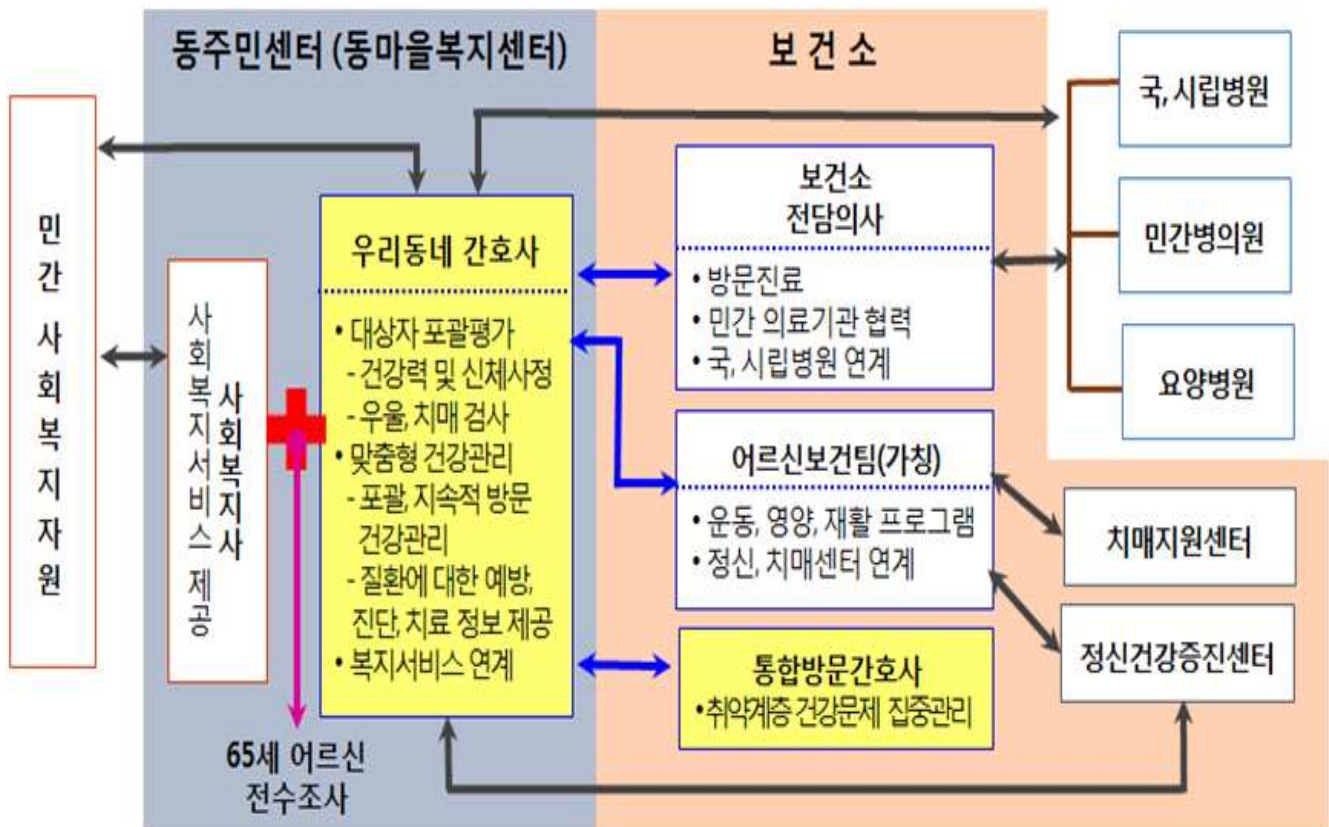 동주민센터 (동마을복지센터)
보 건 소
민간 사회복지자원
사회복지사
사회복지서비스 제공
우리동네 간호사
• 대상자 포괄평가
- 건강력 및 신체사정
- 우울, 치매 검사
• 맞춤형 건강관리
- 포괄, 지속적 방문
건강관리
- 질환에 대한 예방,
진단, 치료 정보 제공
• 복지서비스 연계
65세 어르신
전수조사
보건소
전담의사
• 방문진료
• 민간 의료기관 협력
• 국, 시립병원 연계
어르신보건팀(가칭)
• 운동, 영양, 재활 프로그램
• 정신, 치매센터 연계
통합방문간호사
• 취약계층 건강문제 집중관리
국, 시립병원
민간병의원
요양병원
치매지원센터
정신건강증진센터